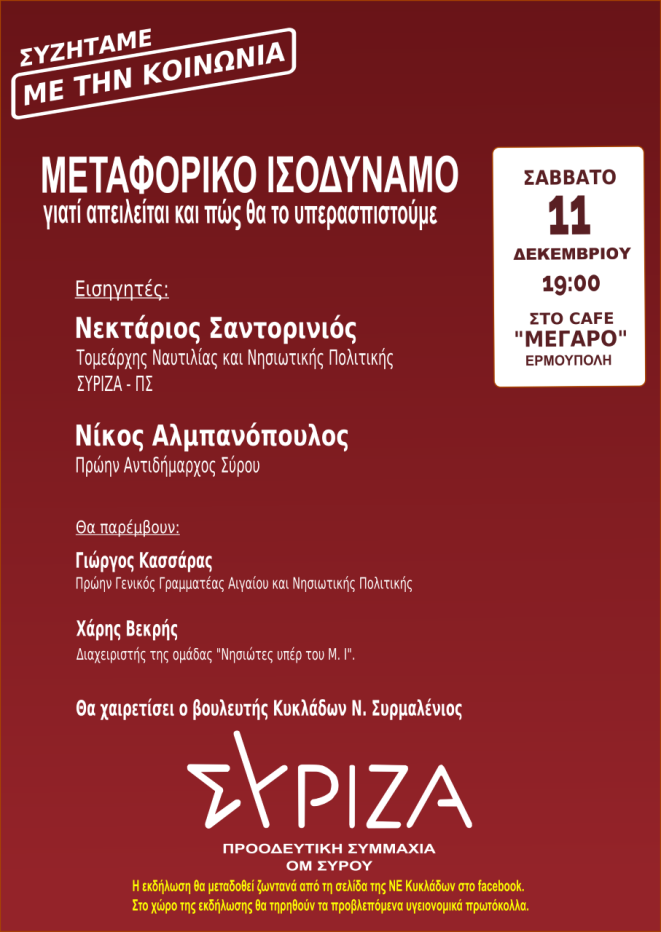 ΣΥΖΗΤΑΜΕ
ΜΕ ΤΗΝ ΚΟΙΝΩΝΙΑ
ΜΕΤΑΦΟΡΙΚΟ ΙΣΟΔΥΝΑΜΟ
γιατί απειλείται και πώς θα το υπερασπιστούμε
ΣΑΒΒΑΤΟ
11
ΔΕΚΕΜΒΡΙΟΥ
19:00
ΣΤΟ CAFE
"ΜΕΓΑΡΟ"
ΕΡΜΟΥΠΟΛΗ
Εισηγητές:
Νεκτάριος Σαντορινιός
Τομεάρχης Ναυτιλίας και Νησιωτικής Πολιτικής
ΣΥΡΙΖΑ - ΠΣ
Νίκος Αλμπανόπουλος
Πρώην Αντιδήμαρχος Σύρου
Θα παρέμβουν:
Γιώργος Κασσάρας
Πρώην Γενικός Γραμματέας Αιγαίου και Νησιωτικής Πολιτικής
Χάρης Βεκρής
Διαχειριστής της ομάδας "Νησιώτες υπέρ του Μ. Ι".
Θα χαιρετίσει ο βουλευτής Κυκλάδων Ν. Συρμαλένιος
ΣΥΡΙΖΑ
ΠΡΟΟΔΕΥΤΙΚΗ ΣΥΜΜΑΧΙΑ
ΟΜ ΣΥΡΟΥ
Η εκδήλωση θα μεταδοθεί ζωντανά από τη σελίδα της ΝΕ Κυκλάδων στο facebook.
Στο χώρο της εκδήλωσης θα τηρηθούν τα προβλεπόμενα υγειονομικά πρωτόκολλα.